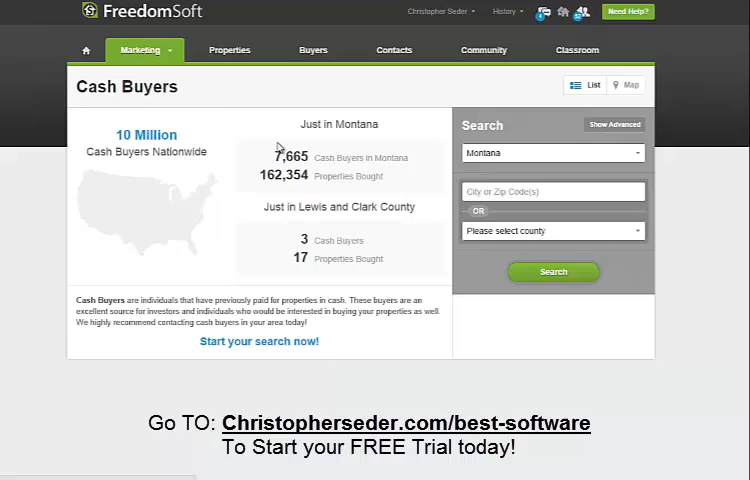 FreedomSoft
Christopher Seder
History
4
52
Need Help?
Marketing
Properties
Buyers
Contacts
Community
Classroom
Cash Buyers
List
Map
10 Million
Cash Buyers Nationwide
Just in Montana
7,665 Cash Buyers in Montana
162,354 Properties Bought
Just in Lewis and Clark County
3 Cash Buyers
17 Properties Bought
Search
Show Advanced
Montana
City or Zip Code(s)
OR
Please select county
Search
Cash Buyers are individuals that have previously paid for properties in cash. These buyers are an
excellent source for investors and individuals who would be interested in buying your properties as well.
We highly recommend contacting cash buyers in your area today!
Start your search now!
Go TO: Christopherseder.com/best-software
To Start your FREE Trial today!